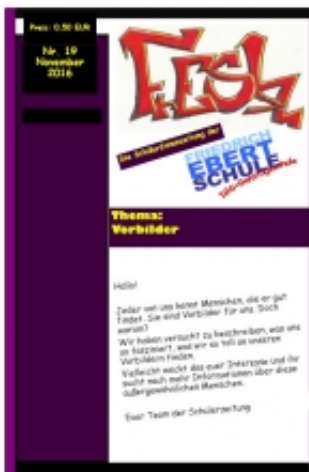 Preis: 0,50 EUR
Nr. 19
November
2016
F.ESH
Die Schülerzeitung der
FRIEDRICH
EBERT
SCHULE
Thema:
Vorbilder
Hallo!
Jeder von uns kennt Menschen, die er gut
findet. Sie sind Vorbilder für uns. Doch
warum?
Wir haben versucht zu beschreiben, was uns
so fasziniert, was wir so toll an unseren
Vorbildern finden.
Vielleicht weckt das euer Interesse und ihr
sucht nach mehr Informationen über diese
außergewöhnlichen Menschen.
Euer Team der Schülerzeitung